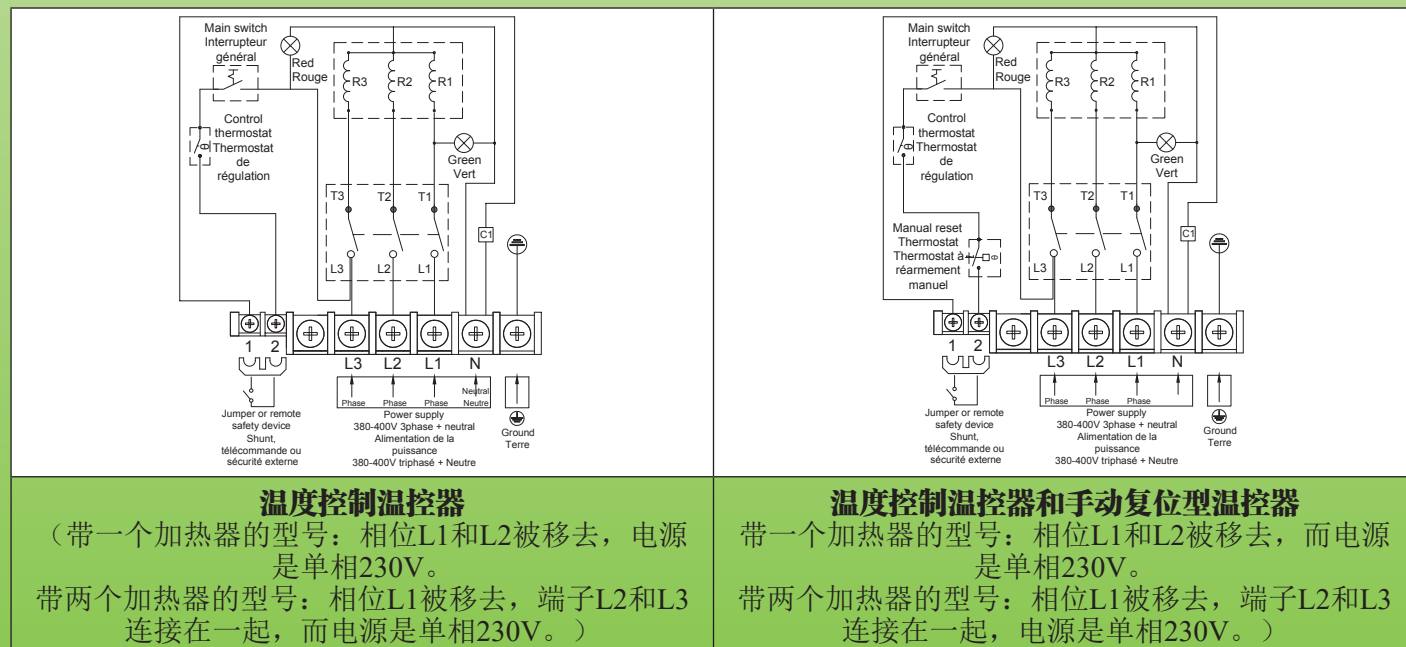 Main switch
Interrupteur
général
Red
Rouge
R3
R2
R1
Control
thermostat
Thermostat
de
régulation
θ
Green
Vert
T3
T2
T1
C1
L3
L2
L1
1
2
L3
L2
L1
N
Phase
Phase
Phase
Neutral
Neutre
Jumper or remote
safety device
Shunt,
télécommande ou
sécurité externe
Power supply
380-400V 3phase + neutral
Alimentation de la
puissance
380-400V triphasé + Neutre
Ground
Terre
Main switch
Interrupteur
général
Red
Rouge
R3
R2
R1
Control
thermostat
Thermostat
de
régulation
θ
Green
Vert
T3
T2
T1
Manual reset
Thermostat
Thermostat à
réarmement
manuel
θ
C1
L3
L2
L1
1
2
L3
L2
L1
N
Phase
Phase
Phase
Jumper or remote
safety device
Shunt,
télécommande ou
sécurité externe
Power supply
380-400V 3phase + neutral
Alimentation de la
puissance
380-400V triphasé + Neutre
Ground
Terre
温度控制温控器
（带一个加热器的型号：相位L1和L2被移去，电源
是单相230V。
带两个加热器的型号：相位L1被移去，端子L2和L3
连接在一起，而电源是单相230V。）
温度控制温控器和手动复位型温控器
带一个加热器的型号：相位L1和L2被移去，而电源
是单相230V。
带两个加热器的型号：相位L1被移去，端子L2和L3
连接在一起，电源是单相230V。）